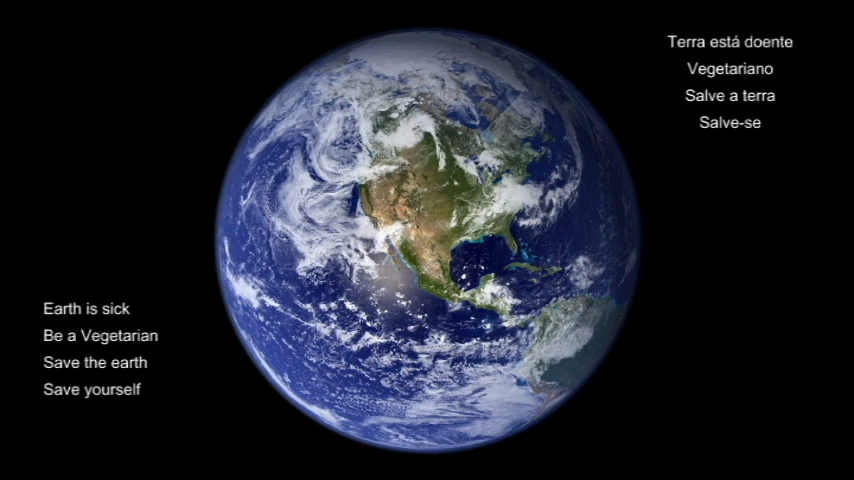 Terra está doente
Vegetariano
Salve a terra
Salve-se
Earth is sick
Be a Vegetarian
Save the earth
Save yourself